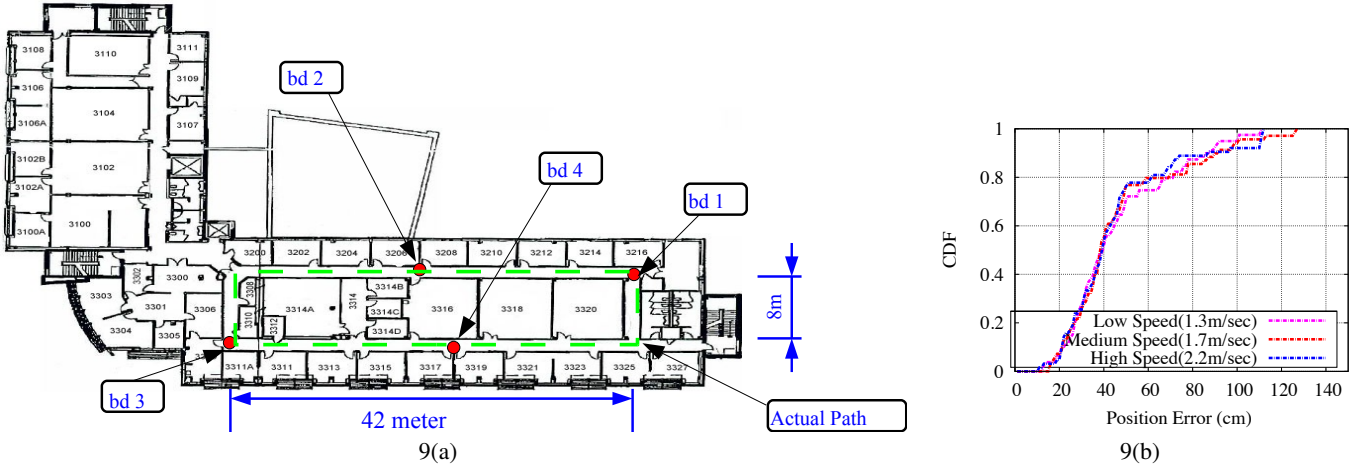 3108
3110
3111
3106
3109
3106A
3104
3107
3102B
3102
3102A
3100
3100A
bd 2
bd 4
bd 1
3200
3202
3204
3206
3208
3210
3212
3214
3216
3302
3300
3303
3301
3306
3304
3305
3308
3310
3312
3314A
3314
3314B
3314C
3314D
3316
3318
3320
8m
3311A
3311
3313
3315
3317
3319
3321
3323
3325
3327
bd 3
42 meter
Actual Path
9(a)
CDF
1
0.8
0.6
0.4
0.2
0
Low Speed(1.3m/sec)
Medium Speed(1.7m/sec)
High Speed(2.2m/sec)
0 20 40 60 80 100 120 140
Position Error (cm)
9(b)